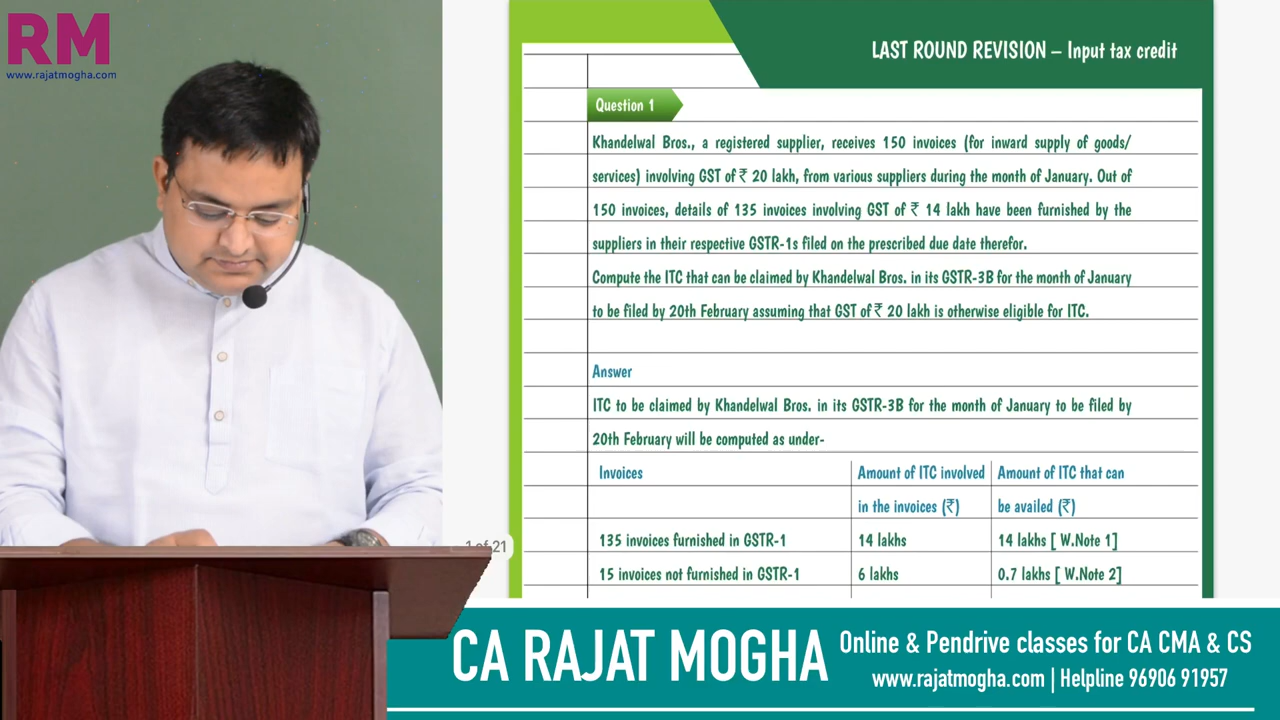 RM
www.rajatmogha.com
LAST ROUND REVISION – Input tax credit
Question 1
Khandelwal Bros., a registered supplier, receives 150 invoices (for inward supply of goods/
services) involving GST of ₹ 20 lakh, from various suppliers during the month of January. Out of
150 invoices, details of 135 invoices involving GST of ₹ 14 lakh have been furnished by the
suppliers in their respective GSTR-1s filed on the prescribed due date therefor.
Compute the ITC that can be claimed by Khandelwal Bros. in its GSTR-3B for the month of January
to be filed by 20th February assuming that GST of ₹ 20 lakh is otherwise eligible for ITC.
Answer
ITC to be claimed by Khandelwal Bros. in its GSTR-3B for the month of January to be filed by
20th February will be computed as under-
Invoices Amount of ITC involved Amount of ITC that can
in the invoices (₹) be availed (₹)
135 invoices furnished in GSTR-1 14 lakhs 14 lakhs [ W.Note 1]
15 invoices not furnished in GSTR-1 6 lakhs 0.7 lakhs [ W.Note 2]
1 of 21
CA RAJAT MOGHA
Online & Pendrive classes for CA CMA & CS
www.rajatmogha.com | Helpline 96906 91957